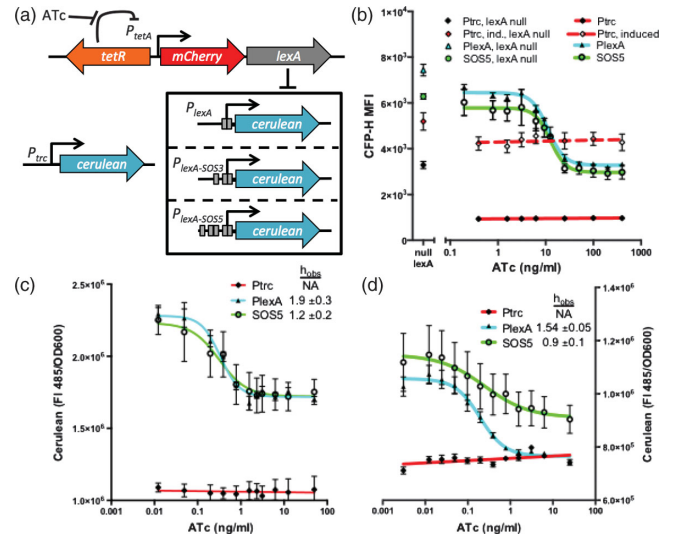 (a)
ATc
PtetA
tetR
mCherry
lexA
Ptrc
cerulean
PlexA
cerulean
PlexA-SOS3
cerulean
PlexA-SOS5
cerulean
(b)
Ptrc, lexA null
Ptrc, ind., lexA null
PlexA, lexA null
SOS5, lexA null
Ptrc
Ptrc, induced
PlexA
SOS5
CFP-H MFI
8×10³
6×10³
4×10³
2×10³
0
null
lexA
0.1 1 10 100 1000
ATc (ng/ml)
(c)
hobs
Ptrc NA
PlexA 1.9 ±0.3
SOS5 1.2 ±0.2
Cerulean (FI 485/OD600)
2.5×10⁶
2.0×10⁶
1.5×10⁶
1.0×10⁶
0.001 0.01 0.1 1 10 100
ATc (ng/ml)
(d)
hobs
Ptrc NA
PlexA 1.54 ±0.05
SOS5 0.9 ±0.1
1.4×10⁶
1.2×10⁶
1.0×10⁶
8.0×10⁵
6.0×10⁵
Cerulean (FI 485/OD600)
0.001 0.01 0.1 1 10 100
ATc (ng/ml)